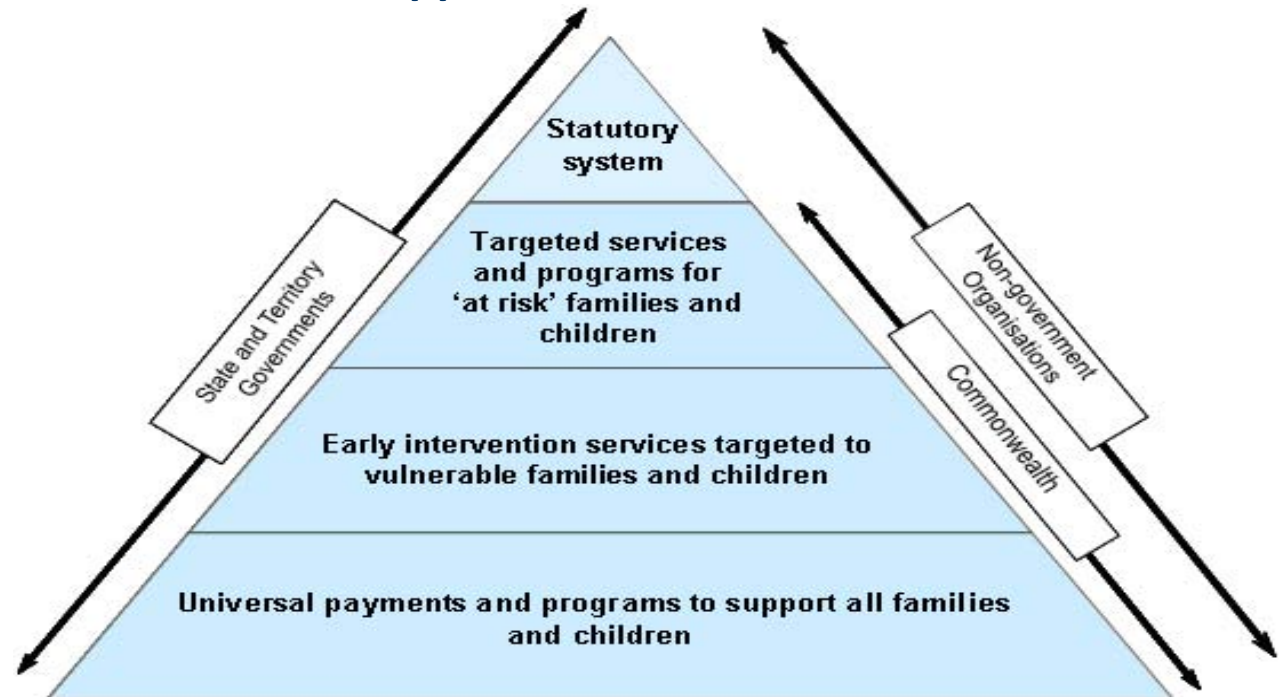 Statutory
system
Targeted services
and programs for
‘at risk’ families and
children
Early intervention services targeted to
vulnerable families and children
Universal payments and programs to support all families
and children
State and Territory
Governments
Non-government
Organisations
Commonwealth